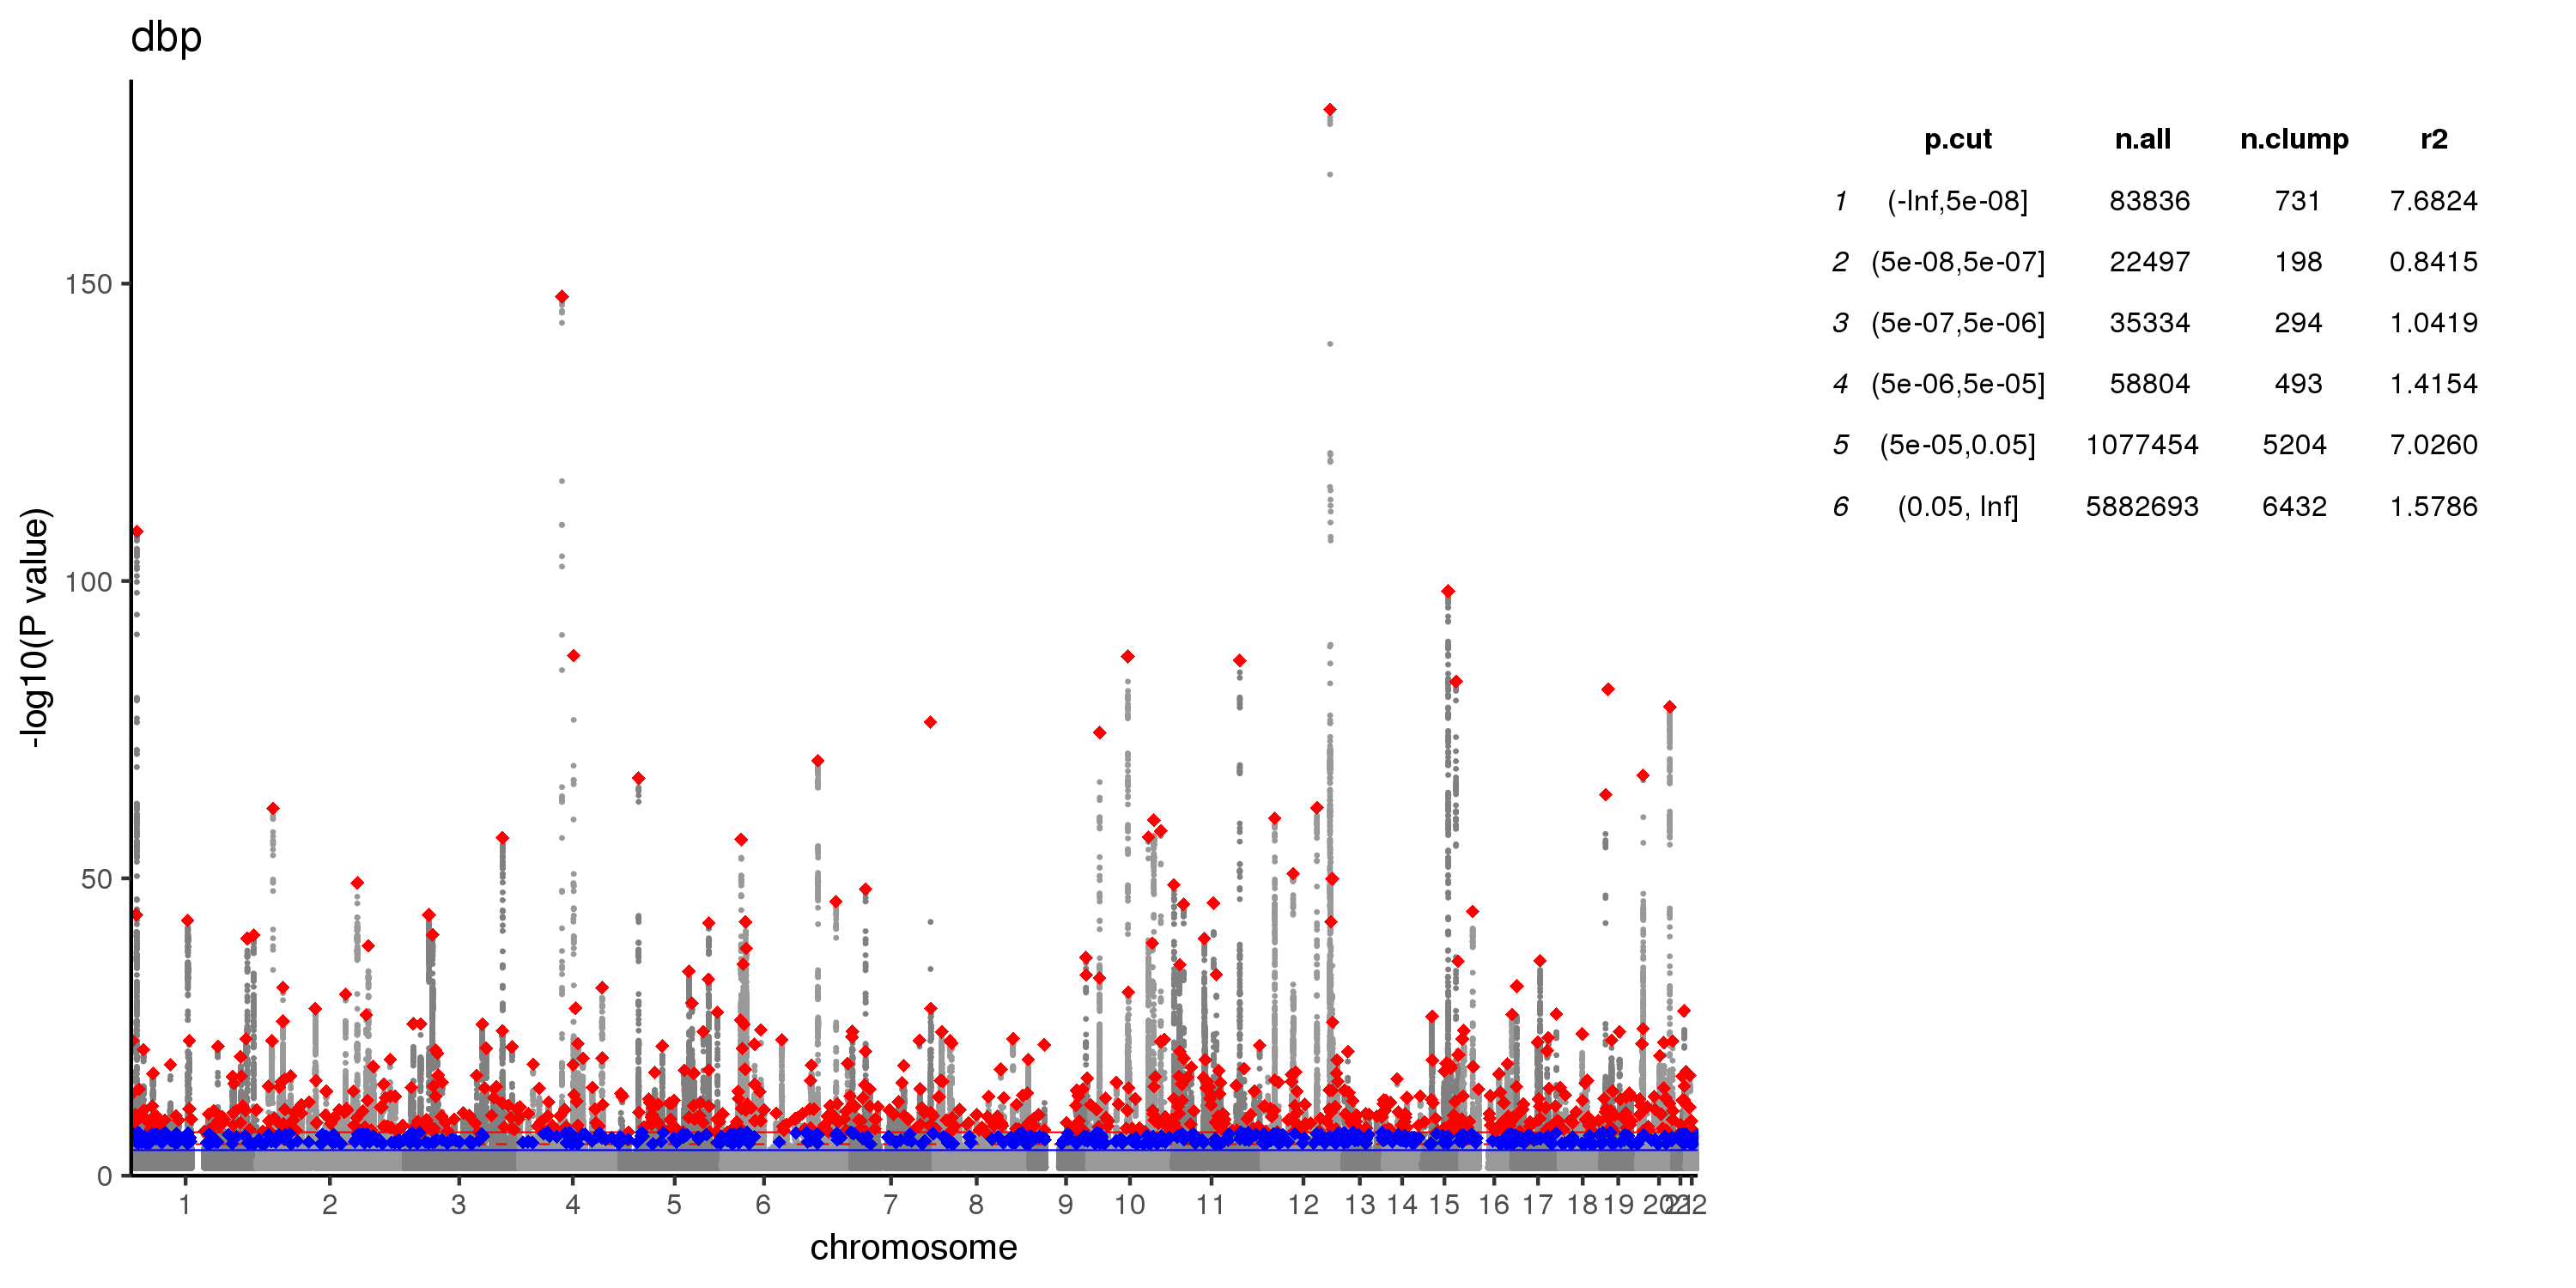 dbp
-log10(P value)
150
100
50
0
1 2 3 4 5 6 7 8 9 10 11 12 13 14 15 16 17 18 19 20 21 22
chromosome
p.cut n.all n.clump r2
1 (-Inf,5e-08] 83836 731 7.6824
2 (5e-08,5e-07] 22497 198 0.8415
3 (5e-07,5e-06] 35334 294 1.0419
4 (5e-06,5e-05] 58804 493 1.4154
5 (5e-05,0.05] 1077454 5204 7.0260
6 (0.05, Inf] 5882693 6432 1.5786